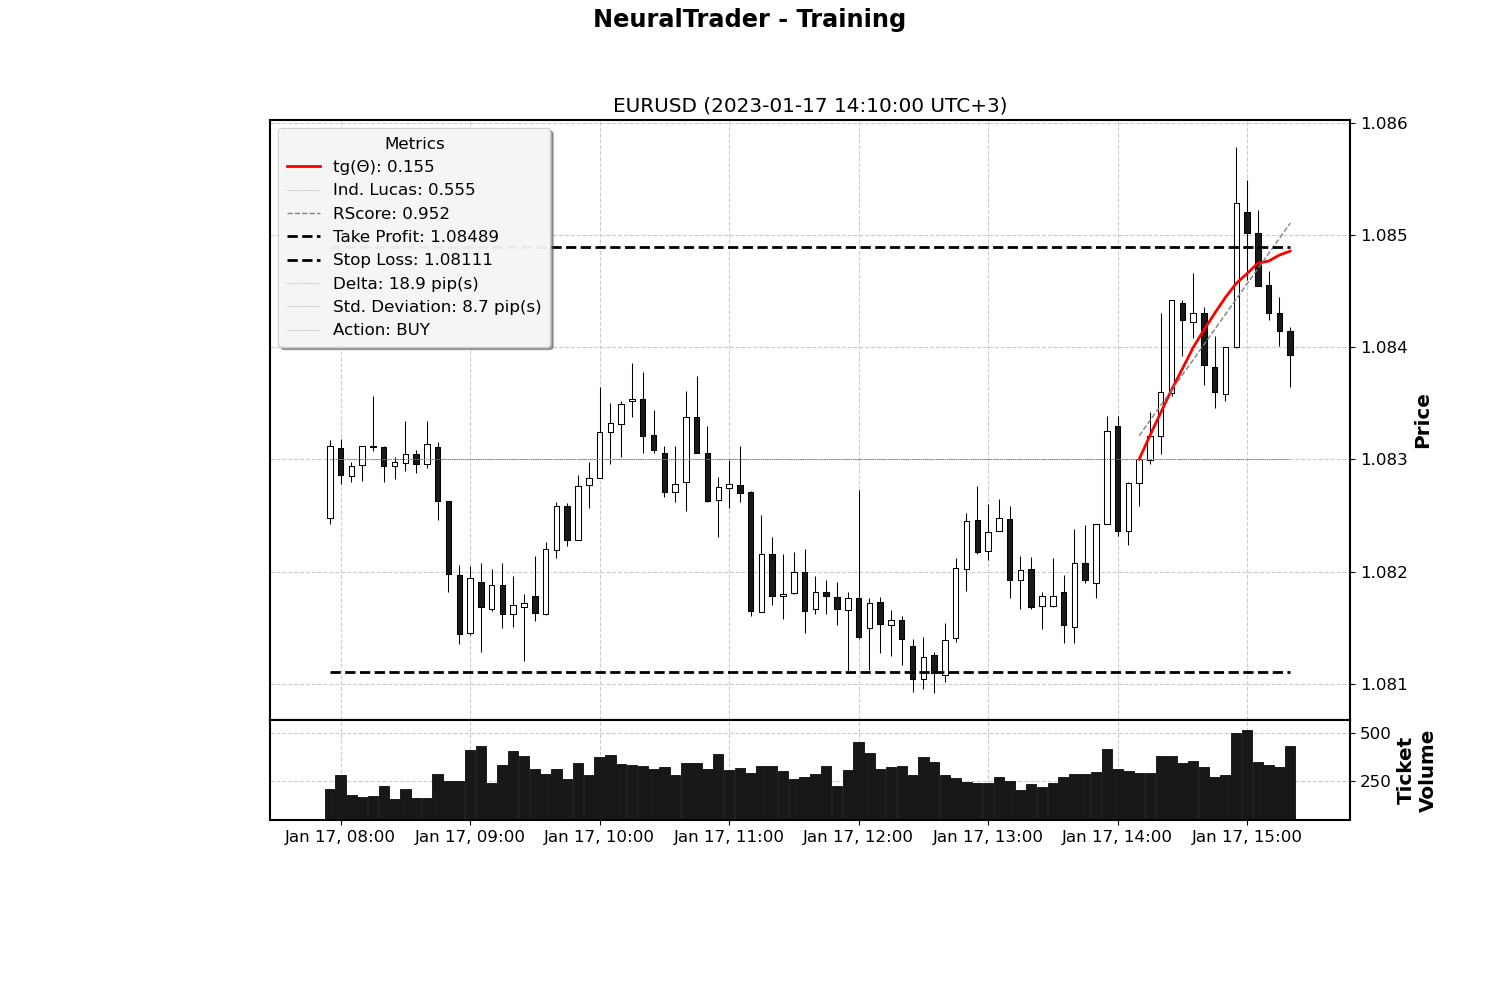 NeuralTrader - Training
EURUSD (2023-01-17 14:10:00 UTC+3)
Metrics
tg(Θ): 0.155
Ind. Lucas: 0.555
RScore: 0.952
Take Profit: 1.08489
Stop Loss: 1.08111
Delta: 18.9 pip(s)
Std. Deviation: 8.7 pip(s)
Action: BUY
1.086
1.085
1.084
1.083
1.082
1.081
Price
500
250
Ticket
Volume
Jan 17, 08:00
Jan 17, 09:00
Jan 17, 10:00
Jan 17, 11:00
Jan 17, 12:00
Jan 17, 13:00
Jan 17, 14:00
Jan 17, 15:00